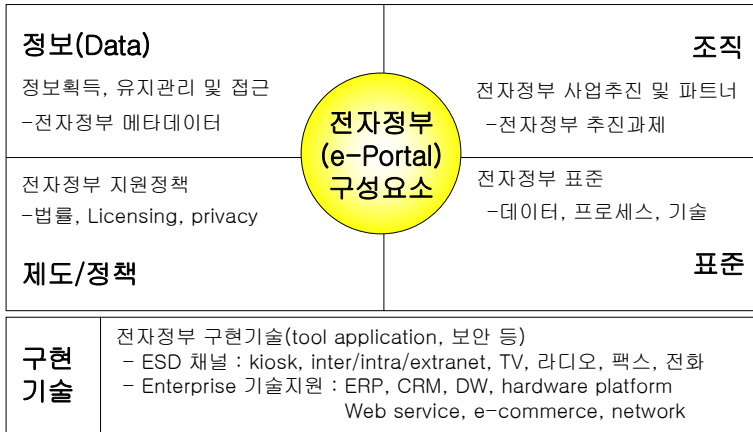 정보(Data)
정보획득, 유지관리 및 접근
-전자정부 메타데이터
조직
전자정부 사업추진 및 파트너
-전자정부 추진과제
전자정부
(e-Portal)
구성요소
전자정부 지원정책
-법률, Licensing, privacy
제도/정책
전자정부 표준
-데이터, 프로세스, 기술
표준
구현
기술
전자정부 구현기술(tool application, 보안 등)
- ESD 채널 : kiosk, inter/intra/extranet, TV, 라디오, 팩스, 전화
- Enterprise 기술지원 : ERP, CRM, DW, hardware platform
Web service, e-commerce, network